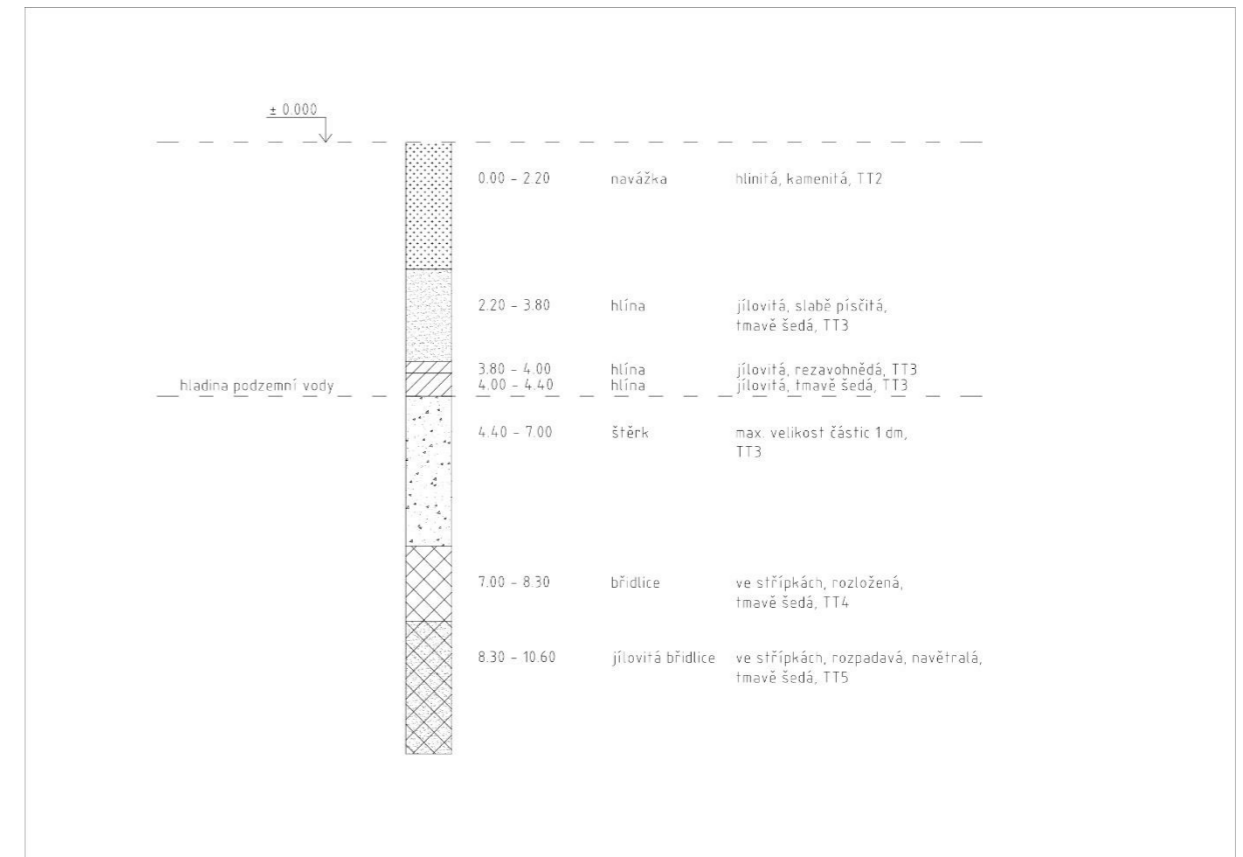 ± 0.000
0.00 – 2.20 navážka hlinitá, kamenitá, TT2
2.20 – 3.80 hlína jílovitá, slabě písčitá,
tmavě šedá, TT3
3.80 – 4.00 hlína jílovitá, rezavohnědá, TT3
hladina podzemní vody 4.00 – 4.40 hlína jílovitá, tmavě šedá, TT3
4.40 – 7.00 štěrk max. velikost částic 1 dm,
TT3
7.00 – 8.30 břidlice ve střípkách, rozložená,
tmavě šedá, TT4
8.30 – 10.60 jílovitá břidlice ve střípkách, rozpadavá, navětralá,
tmavě šedá, TT5